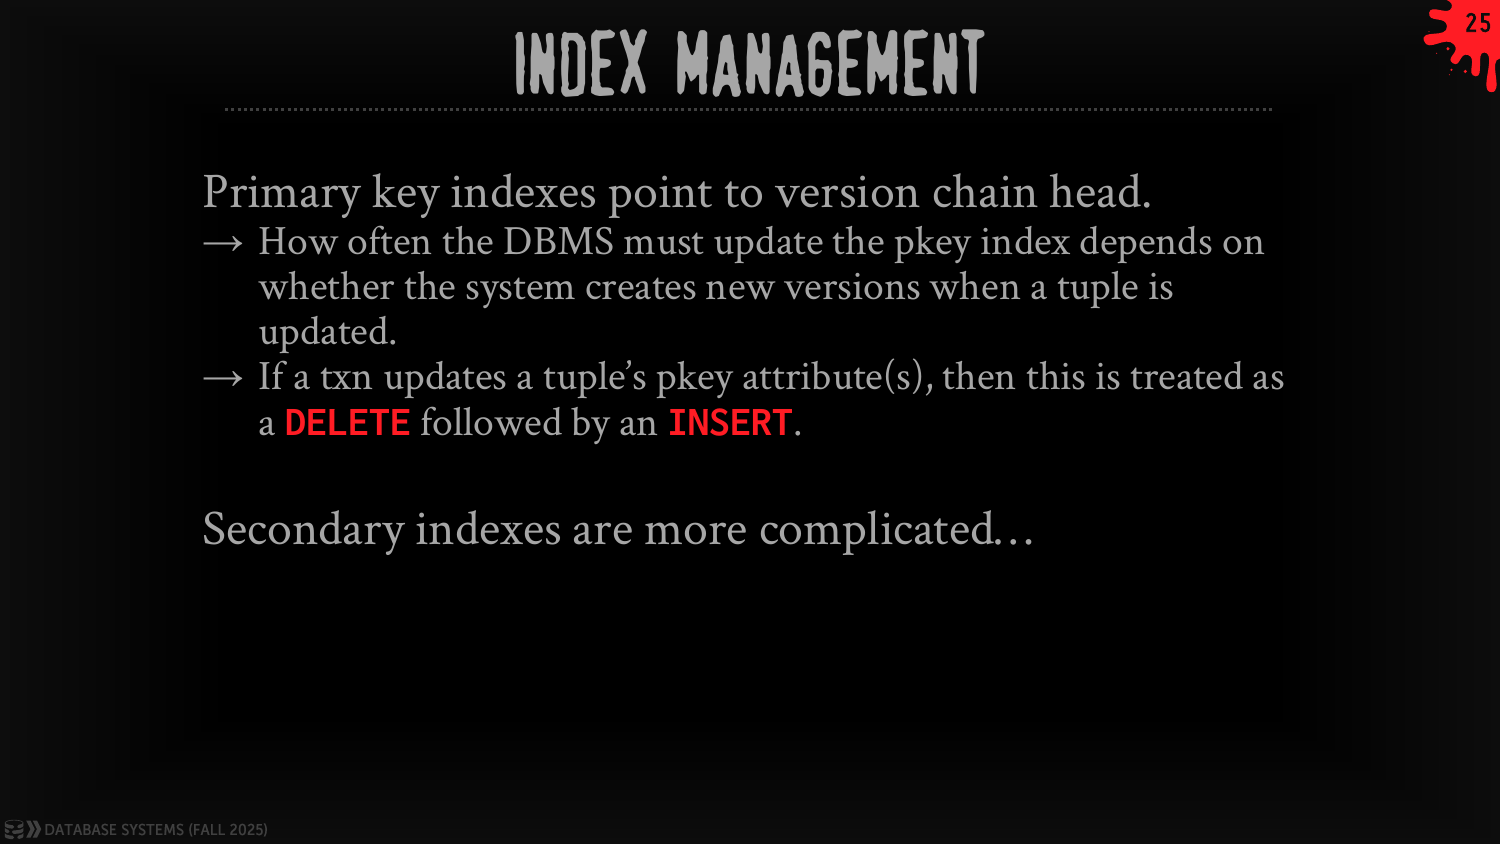 25
INDEX MANAGEMENT
Primary key indexes point to version chain head.
→ How often the DBMS must update the pkey index depends on
whether the system creates new versions when a tuple is
updated.
→ If a txn updates a tuple’s pkey attribute(s), then this is treated as
a DELETE followed by an INSERT.
Secondary indexes are more complicated…
DATABASE SYSTEMS (FALL 2025)